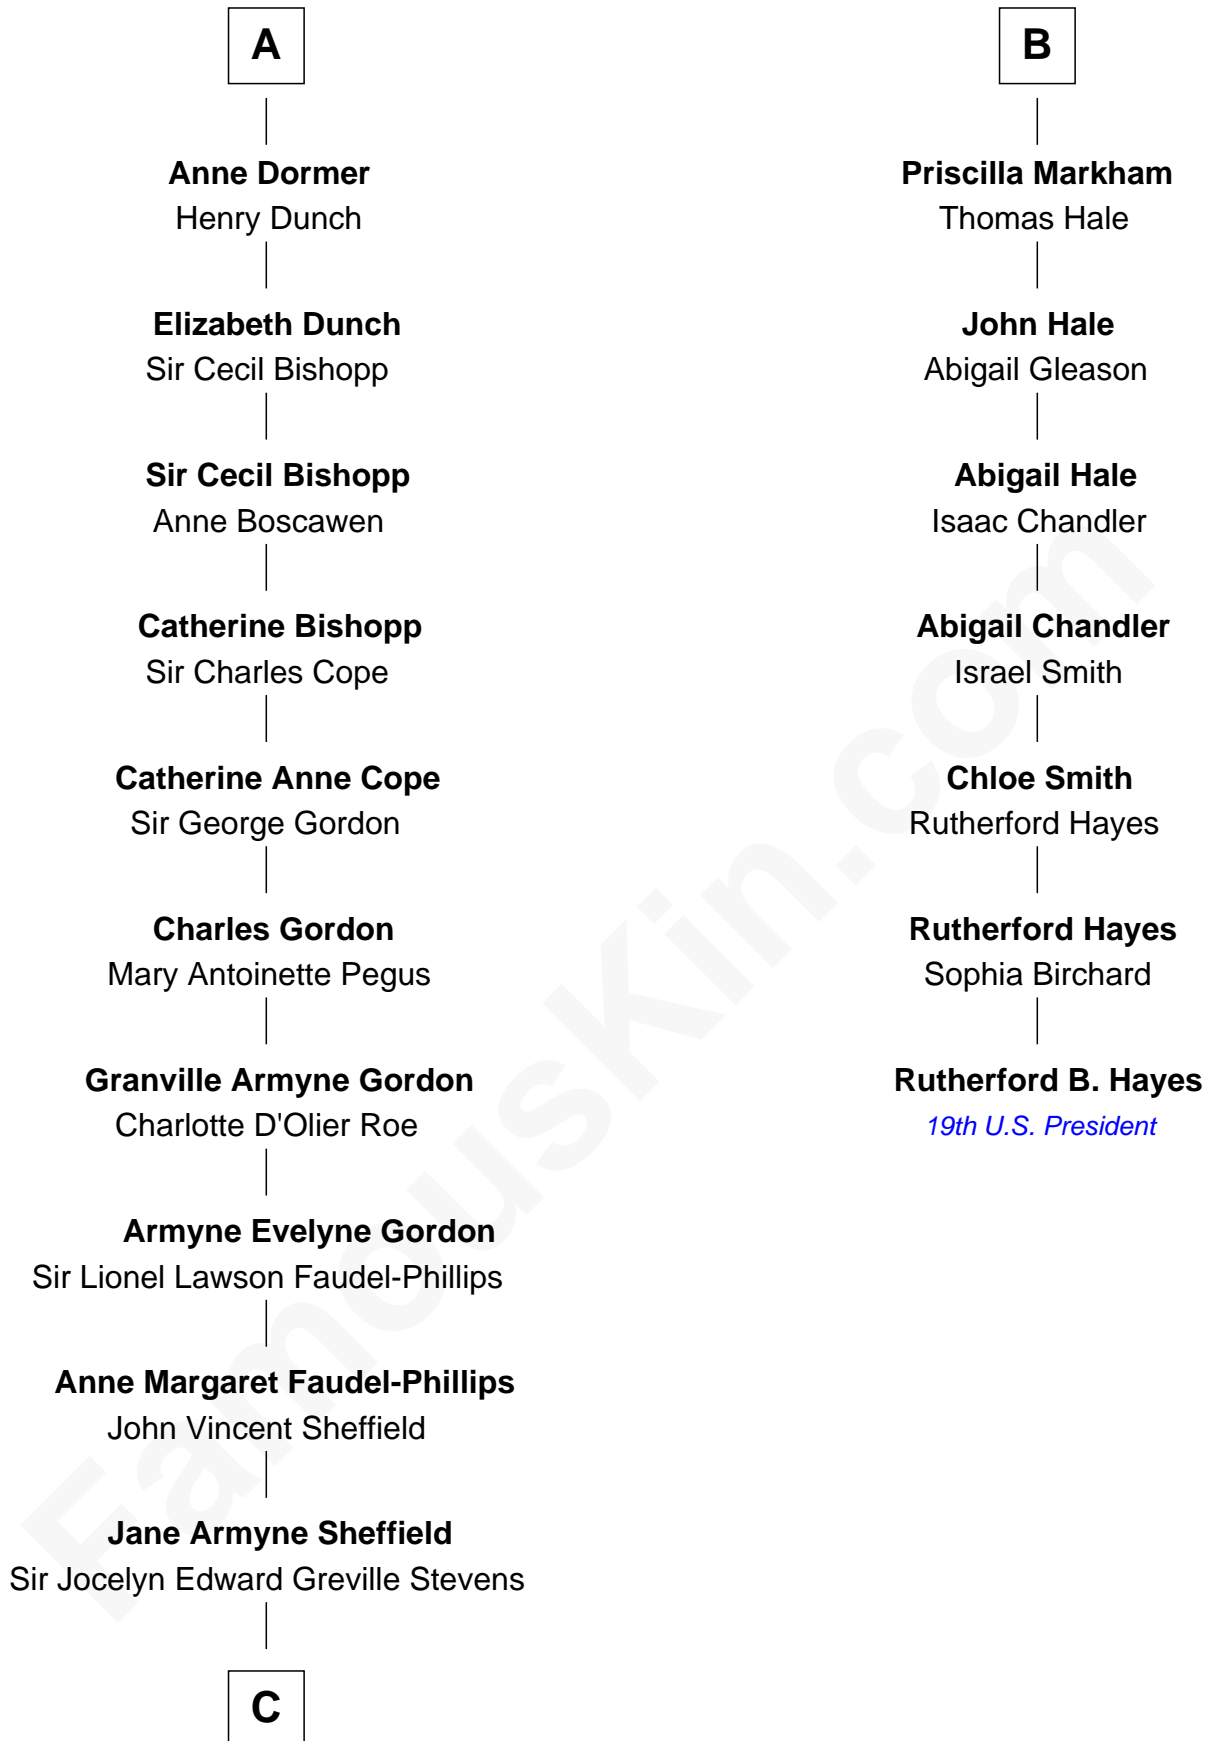 A
Anne Dormer
Henry Dunch
Elizabeth Dunch
Sir Cecil Bishopp
Sir Cecil Bishopp
Anne Boscawen
Catherine Bishopp
Sir Charles Cope
Catherine Anne Cope
Sir George Gordon
Charles Gordon
Mary Antoinette Pegus
Granville Armyne Gordon
Charlotte D'Olier Roe
Armyne Evelyne Gordon
Sir Lionel Lawson Faudel-Phillips
Anne Margaret Faudel-Phillips
John Vincent Sheffield
Jane Armyne Sheffield
Sir Jocelyn Edward Greville Stevens
C
B
Priscilla Markham
Thomas Hale
John Hale
Abigail Gleason
Abigail Hale
Isaac Chandler
Abigail Chandler
Israel Smith
Chloe Smith
Rutherford Hayes
Rutherford Hayes
Sophia Birchard
Rutherford B. Hayes
19th U.S. President
FamousKin.com